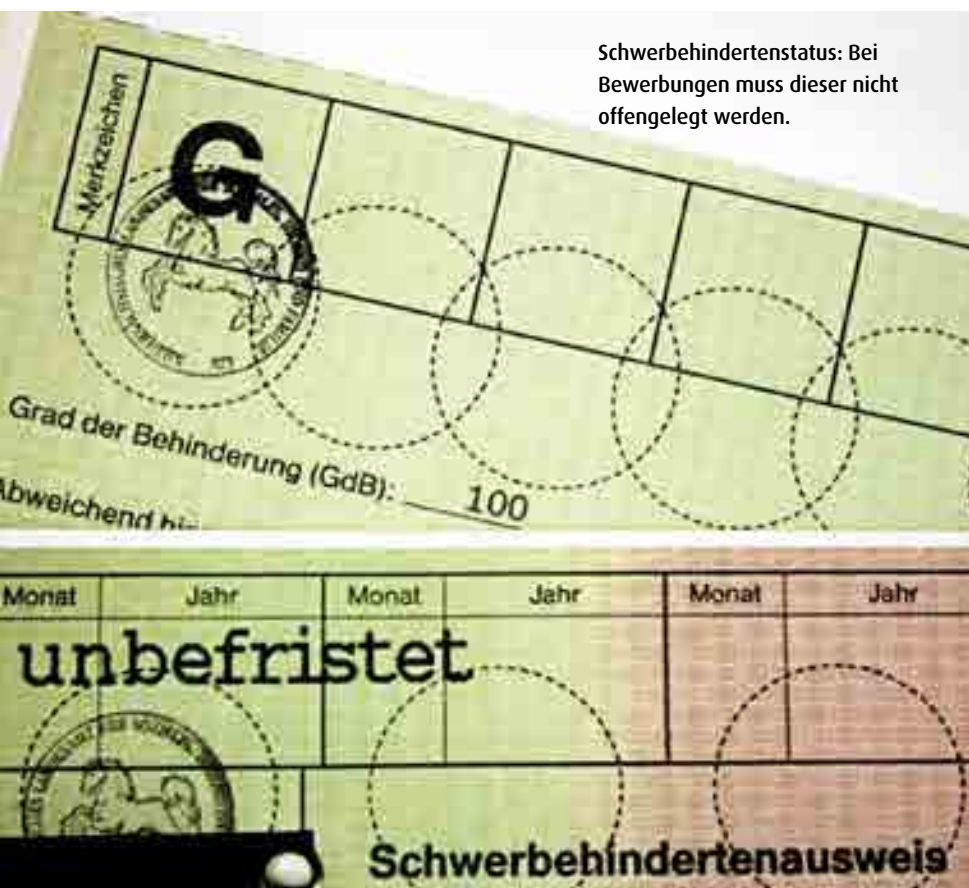 Schwerbehindertenstatus: Bei
Bewerbungen muss dieser nicht
offengelegt werden.
Merkzeichen
G
Grad der Behinderung (GdB): 100
Abweichend
Monat Jahr Monat Jahr Monat Jahr
unbefristet
Schwerbehindertenausweis